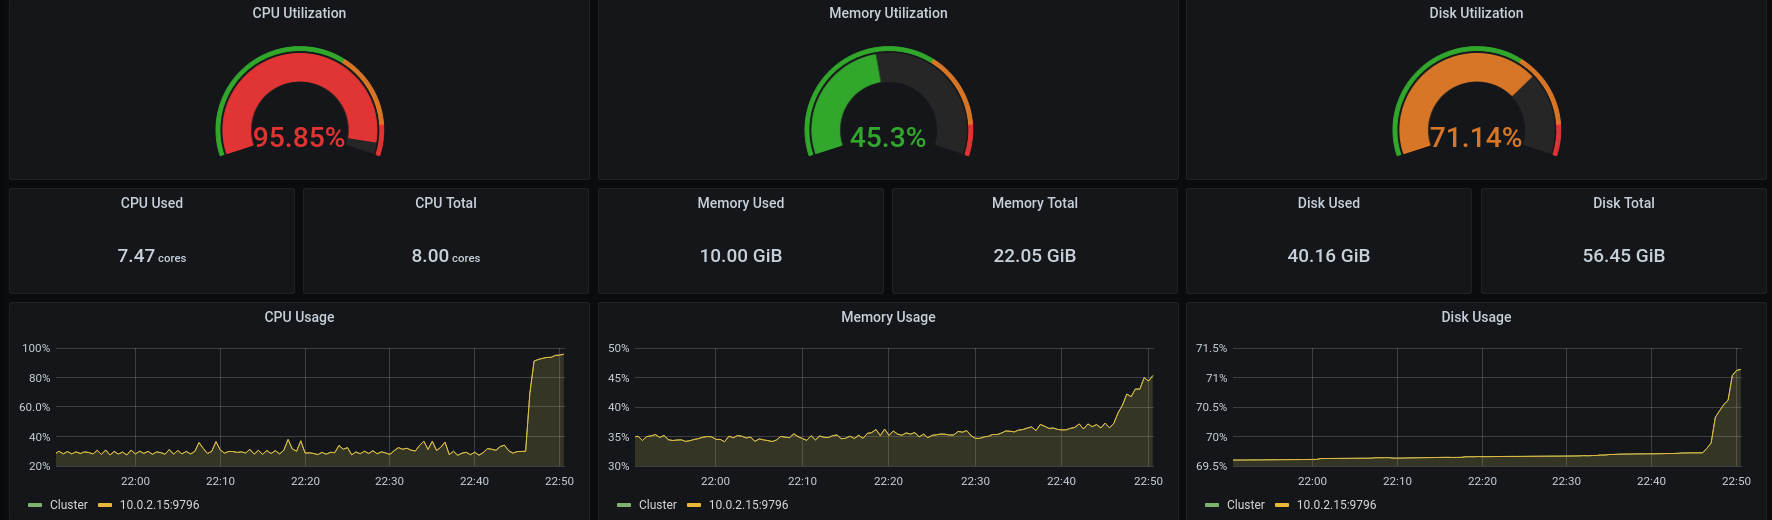 CPU Utilization
Memory Utilization
Disk Utilization
95.85%
45.3%
71.14%
CPU Used
CPU Total
Memory Used
Memory Total
Disk Used
Disk Total
7.47 cores
8.00 cores
10.00 GiB
22.05 GiB
40.16 GiB
56.45 GiB
CPU Usage
100%
80%
60.0%
40%
20%
22:00 22:10 22:20 22:30 22:40 22:50
Cluster 10.0.2.15:9796
Memory Usage
50%
45%
40%
35%
30%
22:00 22:10 22:20 22:30 22:40 22:50
Cluster 10.0.2.15:9796
Disk Usage
71.5%
71%
70.5%
70%
69.5%
22:00 22:10 22:20 22:30 22:40 22:50
Cluster 10.0.2.15:9796